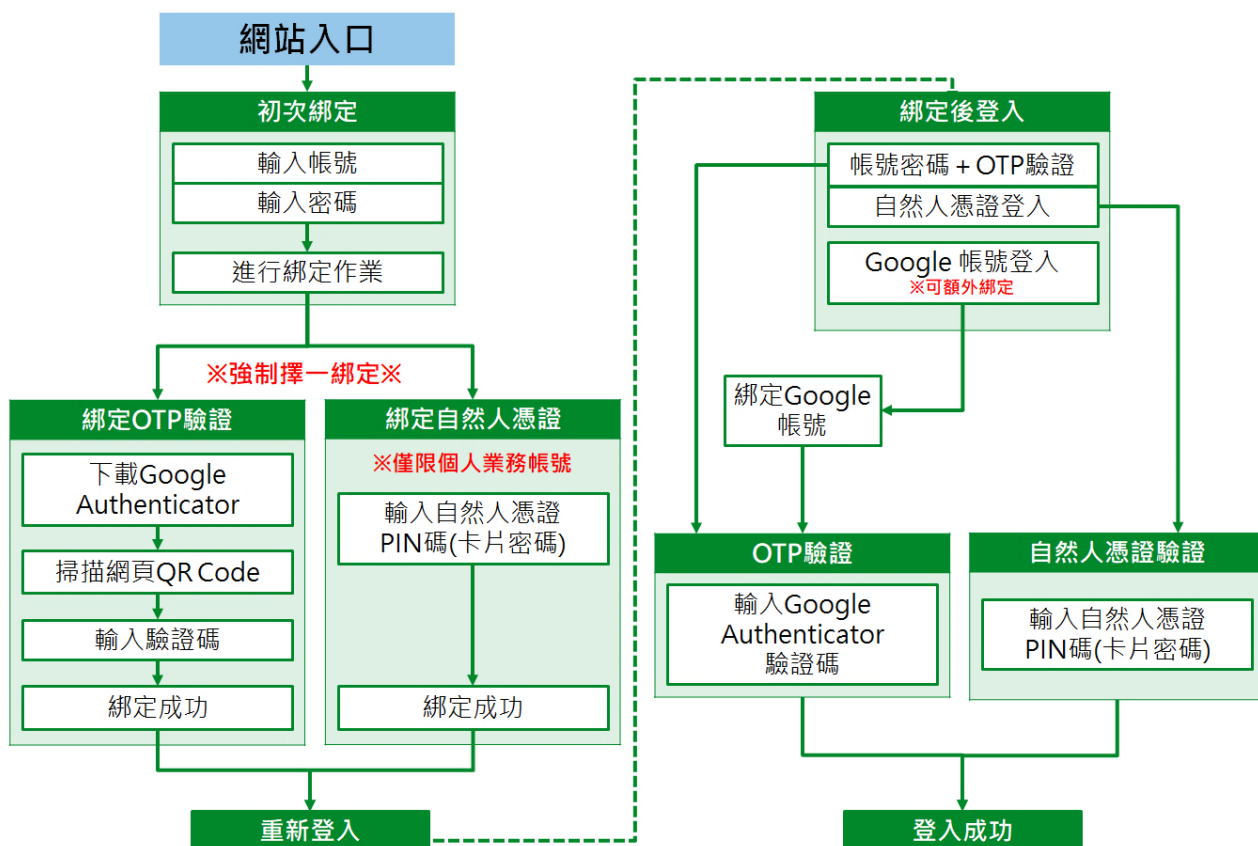 網站入口
初次綁定
輸入帳號
輸入密碼
進行綁定作業
※強制擇一綁定※
綁定OTP驗證
下載Google
Authenticator
掃描網頁QR Code
輸入驗證碼
綁定成功
綁定自然人憑證
※僅限個人業務帳號
輸入自然人憑證
PIN碼(卡片密碼)
綁定成功
重新登入
綁定後登入
帳號密碼+OTP驗證
自然人憑證登入
Google 帳號登入
※可額外綁定
綁定Google
帳號
OTP驗證
輸入Google
Authenticator
驗證碼
自然人憑證驗證
輸入自然人憑證
PIN碼(卡片密碼)
登入成功